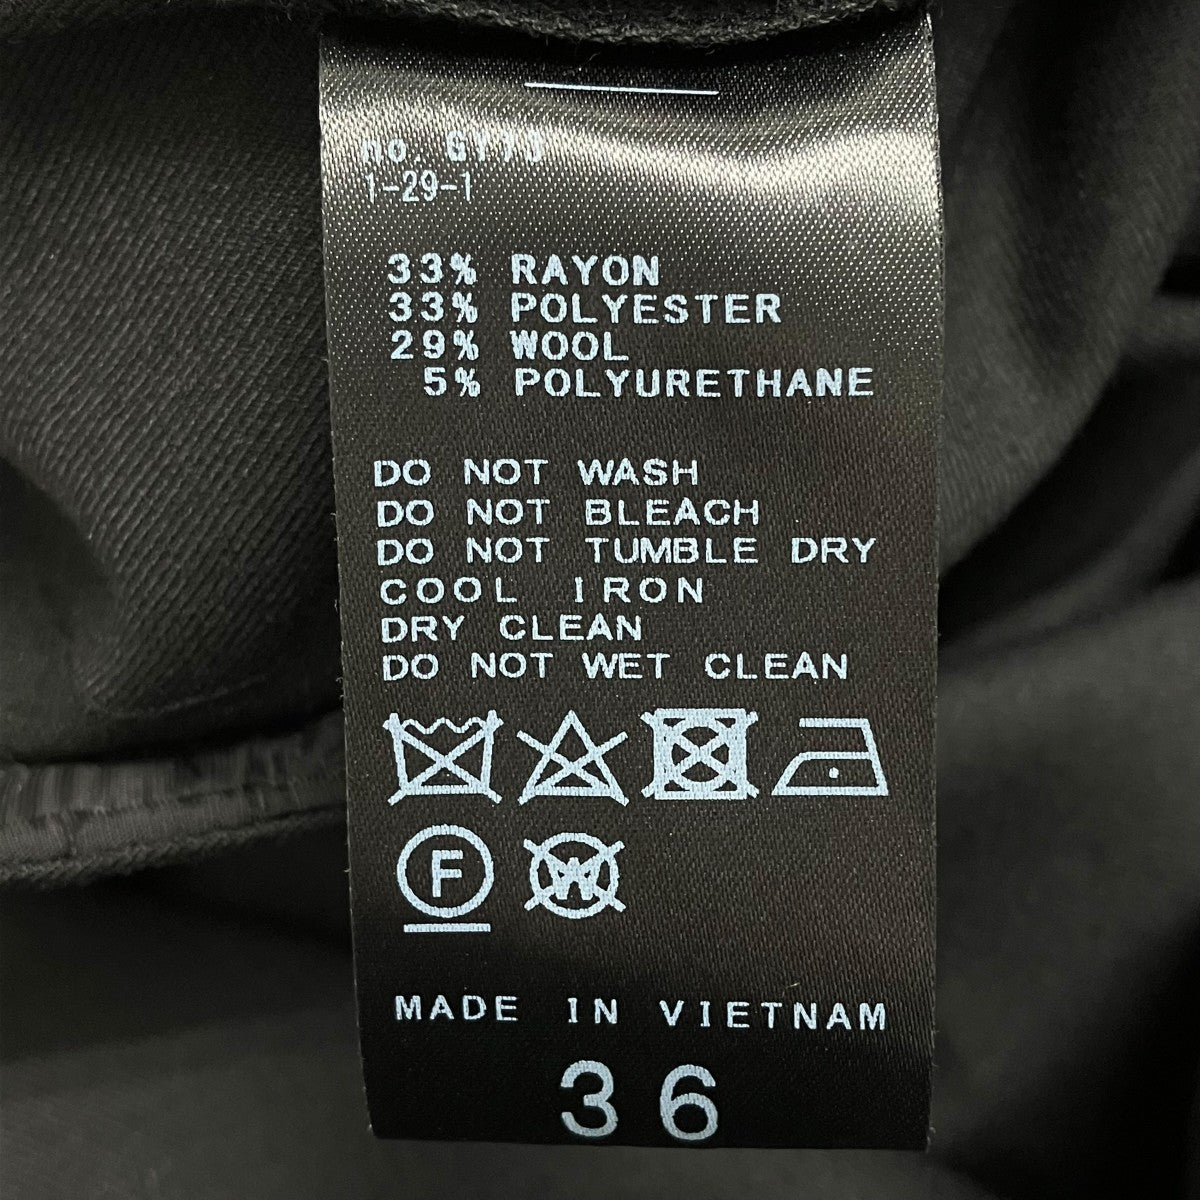 no.
1-29-1
33% RAYON
33% POLYESTER
29% WOOL
5% POLYURETHANE
DO NOT WASH
DO NOT BLEACH
DO NOT TUMBLE DRY
COOL IRON
DRY CLEAN
DO NOT WET CLEAN
F W
MADE IN VIETNAM
36